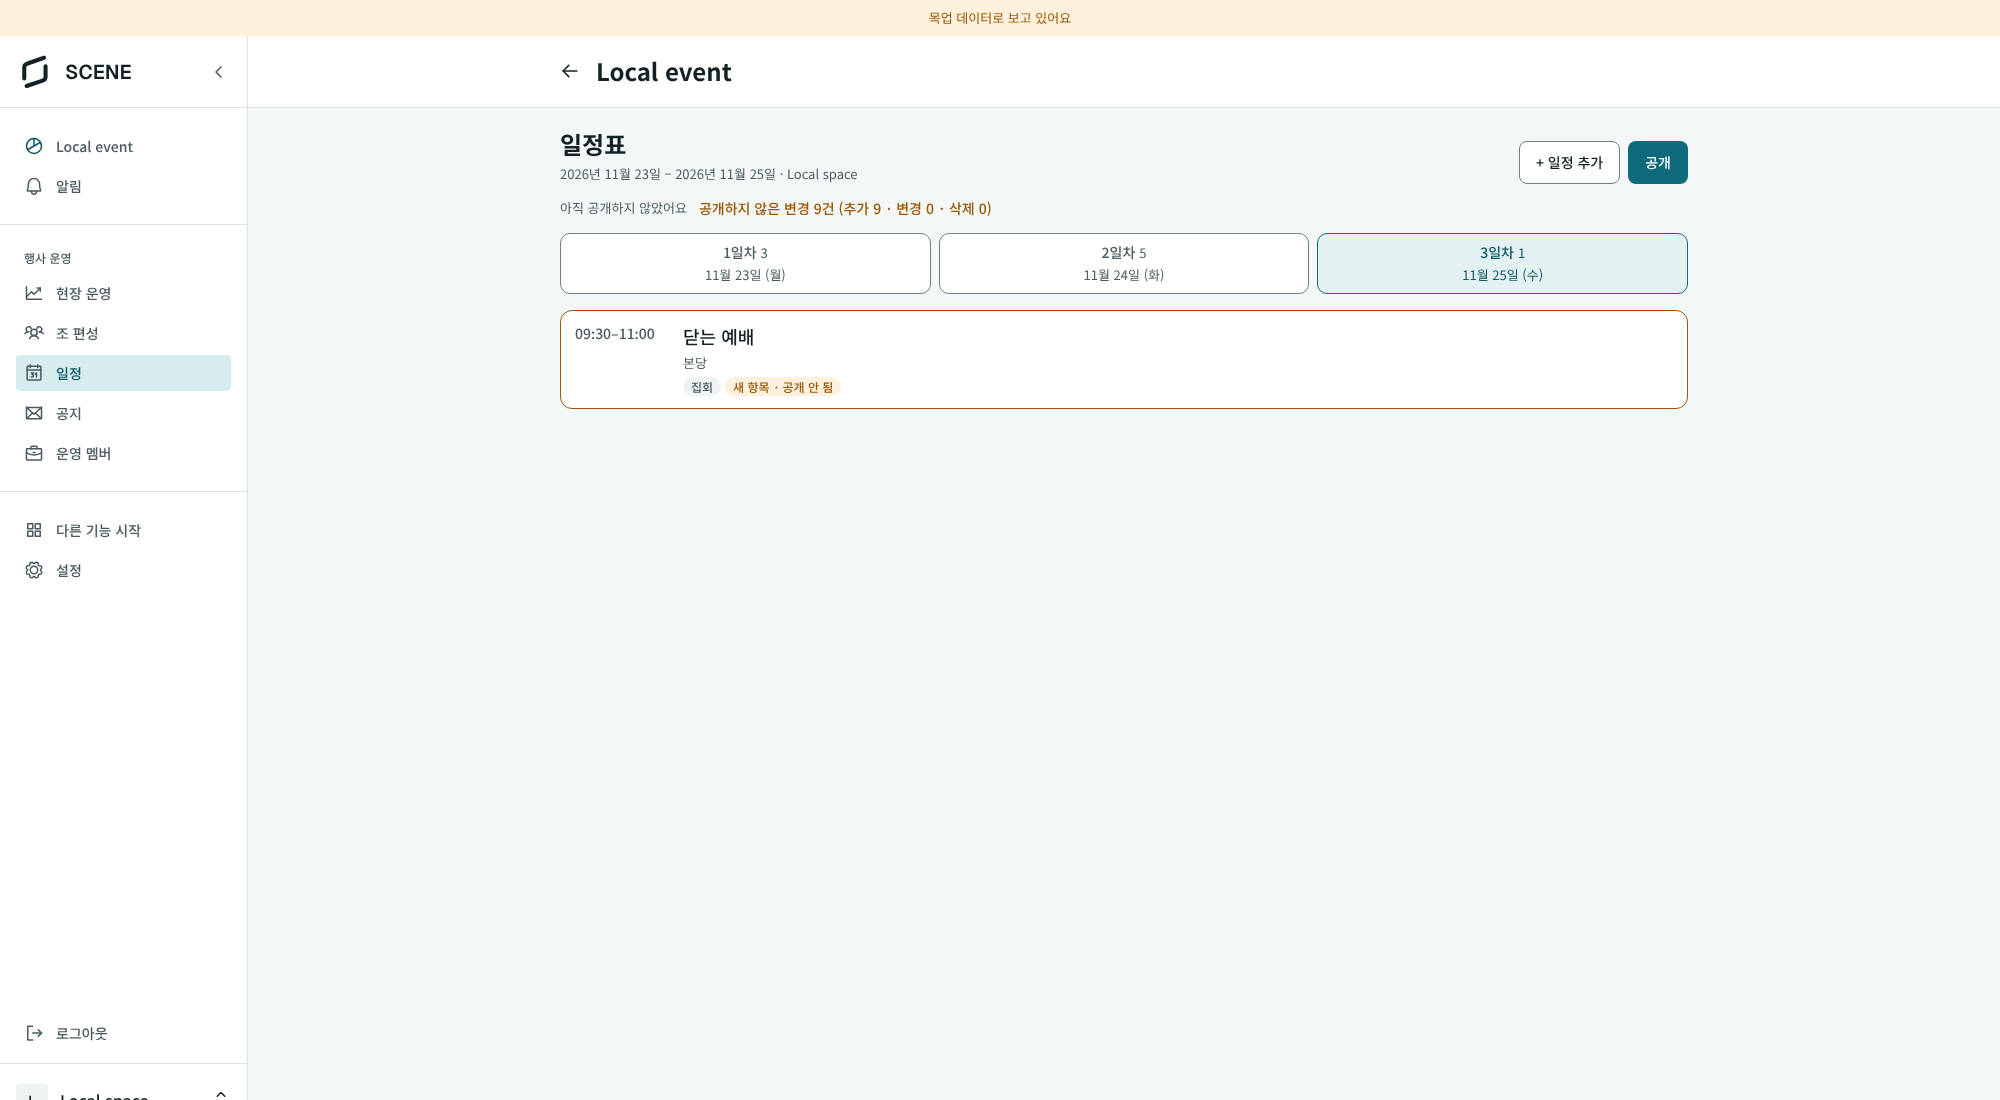 목업 데이터로 보고 있어요
SCENE
Local event
Local event
알림
행사 운영
현장 운영
조 편성
일정
공지
운영 멤버
다른 기능 시작
설정
로그아웃
Local space
일정표
2026년 11월 23일 – 2026년 11월 25일 · Local space
+ 일정 추가
공개
아직 공개하지 않았어요 공개하지 않은 변경 9건 (추가 9 · 변경 0 · 삭제 0)
1일차 3
11월 23일 (월)
2일차 5
11월 24일 (화)
3일차 1
11월 25일 (수)
09:30–11:00
닫는 예배
본당
집회 새 항목 · 공개 안 됨